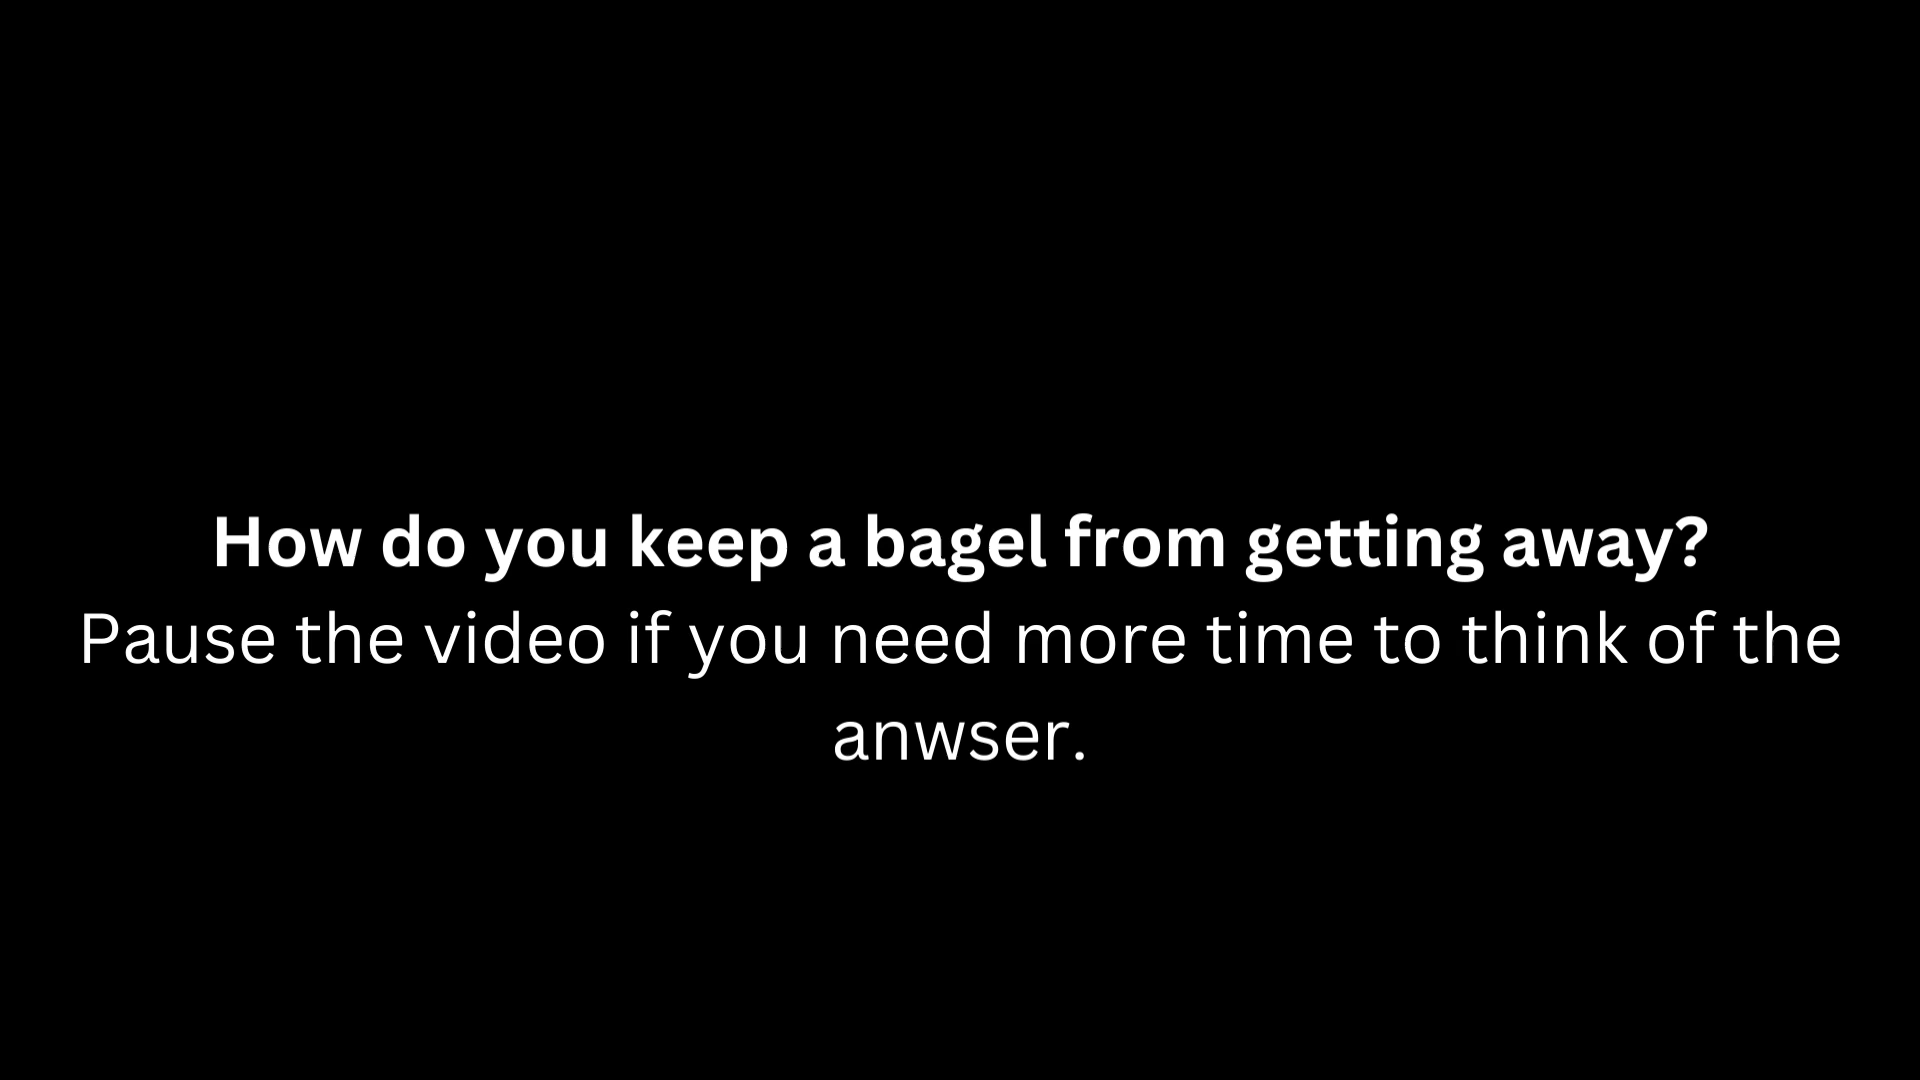 How do you keep a bagel from getting away?
Pause the video if you need more time to think of the
anwser.